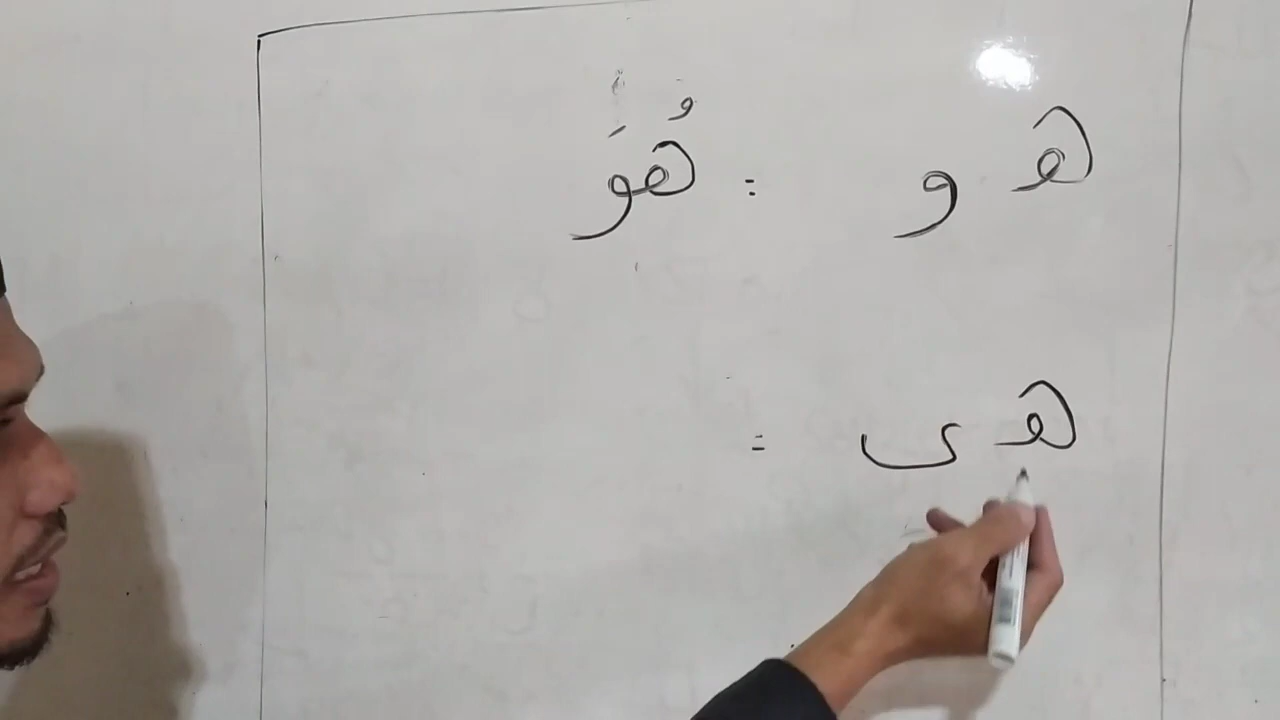 هـ و = هُوَ
هـ ى =